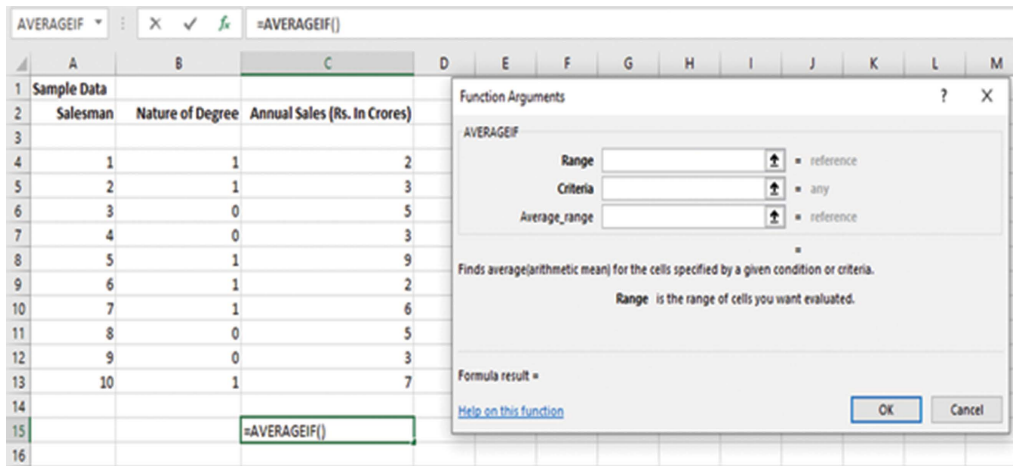 AVERAGEIF fx =AVERAGEIF()
A B C D E F G H I J K L M
1 Sample Data
2 Salesman Nature of Degree Annual Sales (Rs. In Crores)
3
4 1 1 2
5 2 1 3
6 3 0 5
7 4 0 3
8 5 1 9
9 6 1 2
10 7 1 6
11 8 0 5
12 9 0 3
13 10 1 7
14
15 =AVERAGEIF()
16
Function Arguments ? X
AVERAGEIF
Range = reference
Criteria = any
Average_range = reference
=
Finds average(arithmetic mean) for the cells specified by a given condition or criteria.
Range is the range of cells you want evaluated.
Formula result =
Help on this function OK Cancel